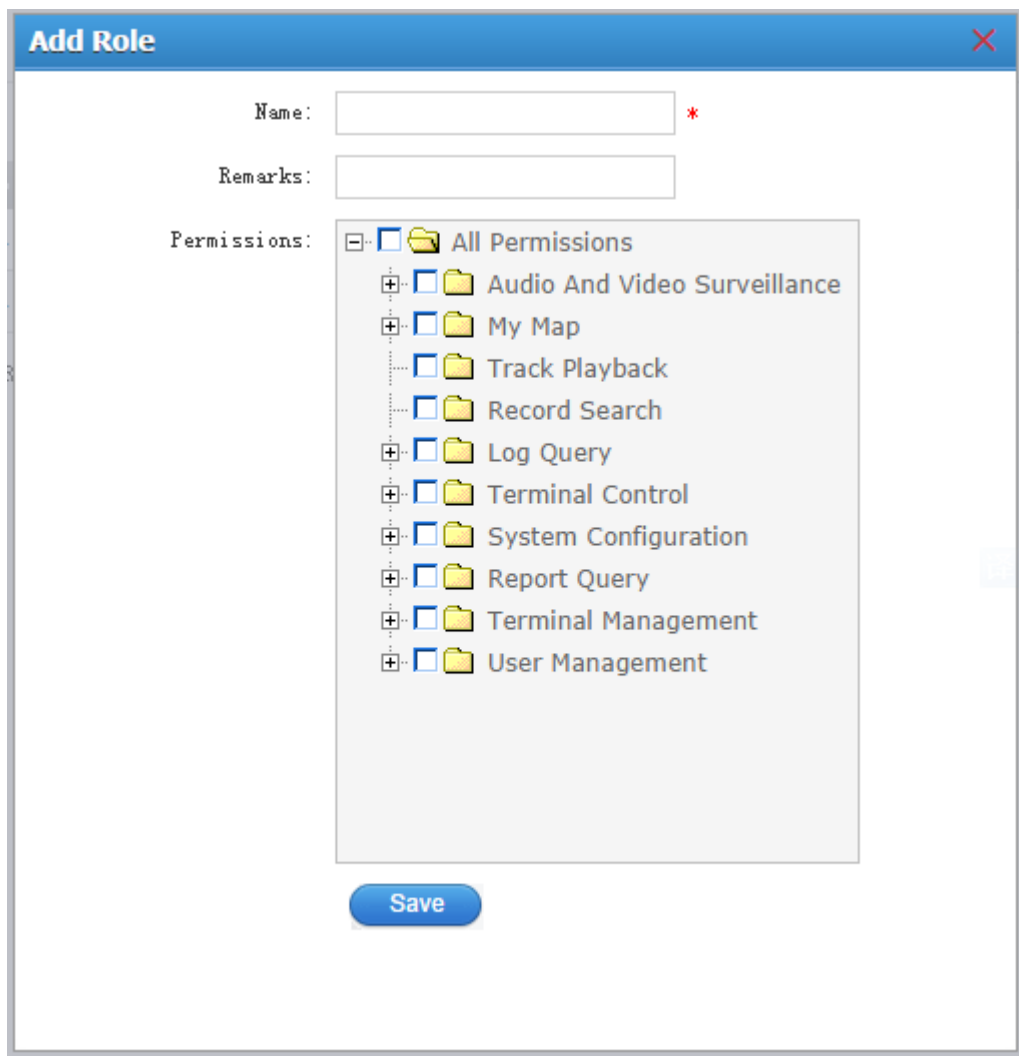 Add Role
Name: *
Remarks:
Permissions:
All Permissions
Audio And Video Surveillance
My Map
Track Playback
Record Search
Log Query
Terminal Control
System Configuration
Report Query
Terminal Management
User Management
Save